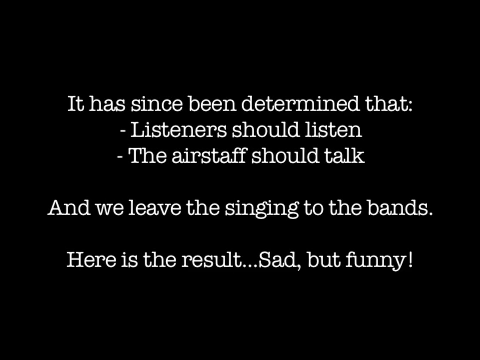 It has since been determined that:
- Listeners should listen
- The airstaff should talk
And we leave the singing to the bands.
Here is the result...Sad, but funny!